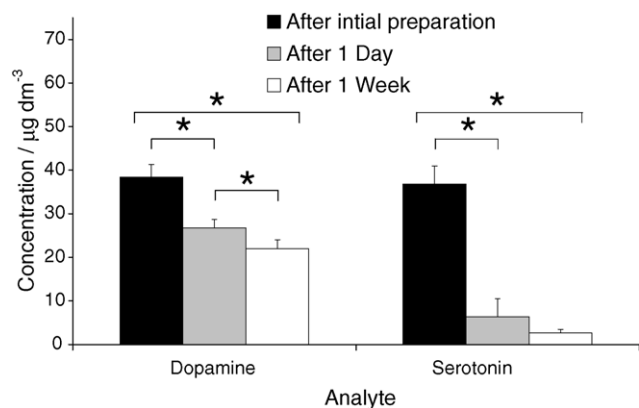 After intial preparation
After 1 Day
After 1 Week
Concentration / µg dm⁻³
70
60
50
40
30
20
10
0
* *
* *
*
Dopamine Serotonin
Analyte